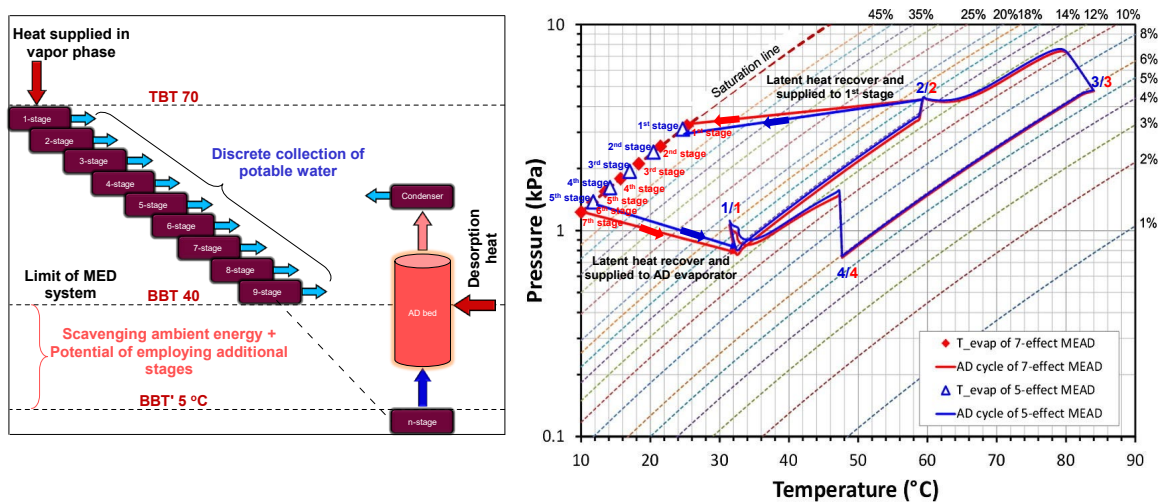 Heat supplied in
vapor phase
TBT 70
1-stage
2-stage
3-stage
4-stage
5-stage
6-stage
7-stage
8-stage
9-stage
Discrete collection of
potable water
Condenser
Desorption
heat
AD bed
Limit of MED
system
BBT 40
Scavenging ambient energy +
Potential of employing additional
stages
BBT' 5 ºC
n-stage
45%
35%
25%
20%
18%
14%
12%
10%
8%
6%
5%
4%
3%
2%
1%
Pressure (kPa)
10
1
0.1
Saturation line
Latent heat recover and
supplied to 1st stage
2/2
3/3
1st stage
1st stage
2nd stage
2nd stage
3rd stage
3rd stage
4th stage
4th stage
5th stage
5th stage
6th stage
7th stage
1/1
Latent heat recover and
supplied to AD evaporator
4/4
T_evap of 7-effect MEAD
AD cycle of 7-effect MEAD
T_evap of 5-effect MEAD
AD cycle of 5-effect MEAD
10 20 30 40 50 60 70 80 90
Temperature (°C)